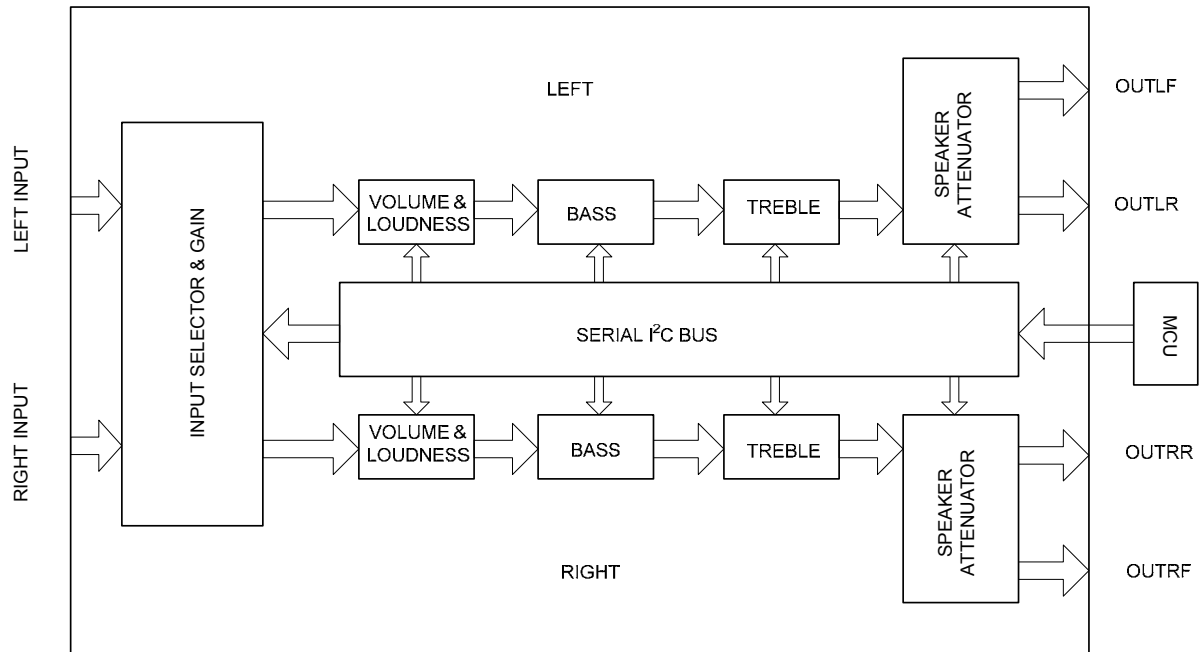 LEFT
OUTLF
LEFT INPUT
INPUT SELECTOR & GAIN
VOLUME &
LOUDNESS
BASS
TREBLE
SPEAKER
ATTENUATOR
OUTLR
SERIAL I²C BUS
MCU
RIGHT INPUT
VOLUME &
LOUDNESS
BASS
TREBLE
SPEAKER
ATTENUATOR
OUTRR
RIGHT
OUTRF